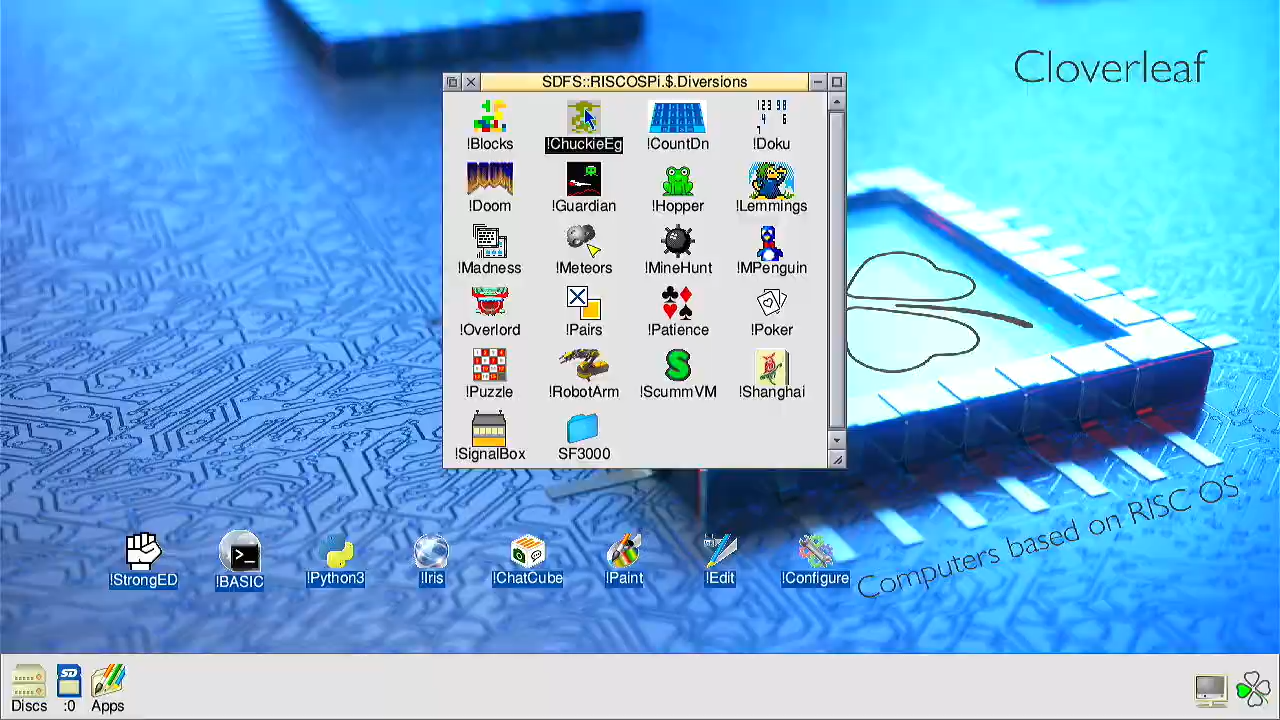 Cloverleaf
SDFS::RISCOSPi.$.Diversions
!Blocks !ChuckieEg !CountDn !Doku
!Doom !Guardian !Hopper !Lemmings
!Madness !Meteors !MineHunt !MPenguin
!Overlord !Pairs !Patience !Poker
!Puzzle !RobotArm !ScummVM !Shanghai
!SignalBox SF3000
!StrongED !BASIC !Python3 !Iris !ChatCube !Paint !Edit !Configure
Computers based on RISC OS
Discs :0 Apps